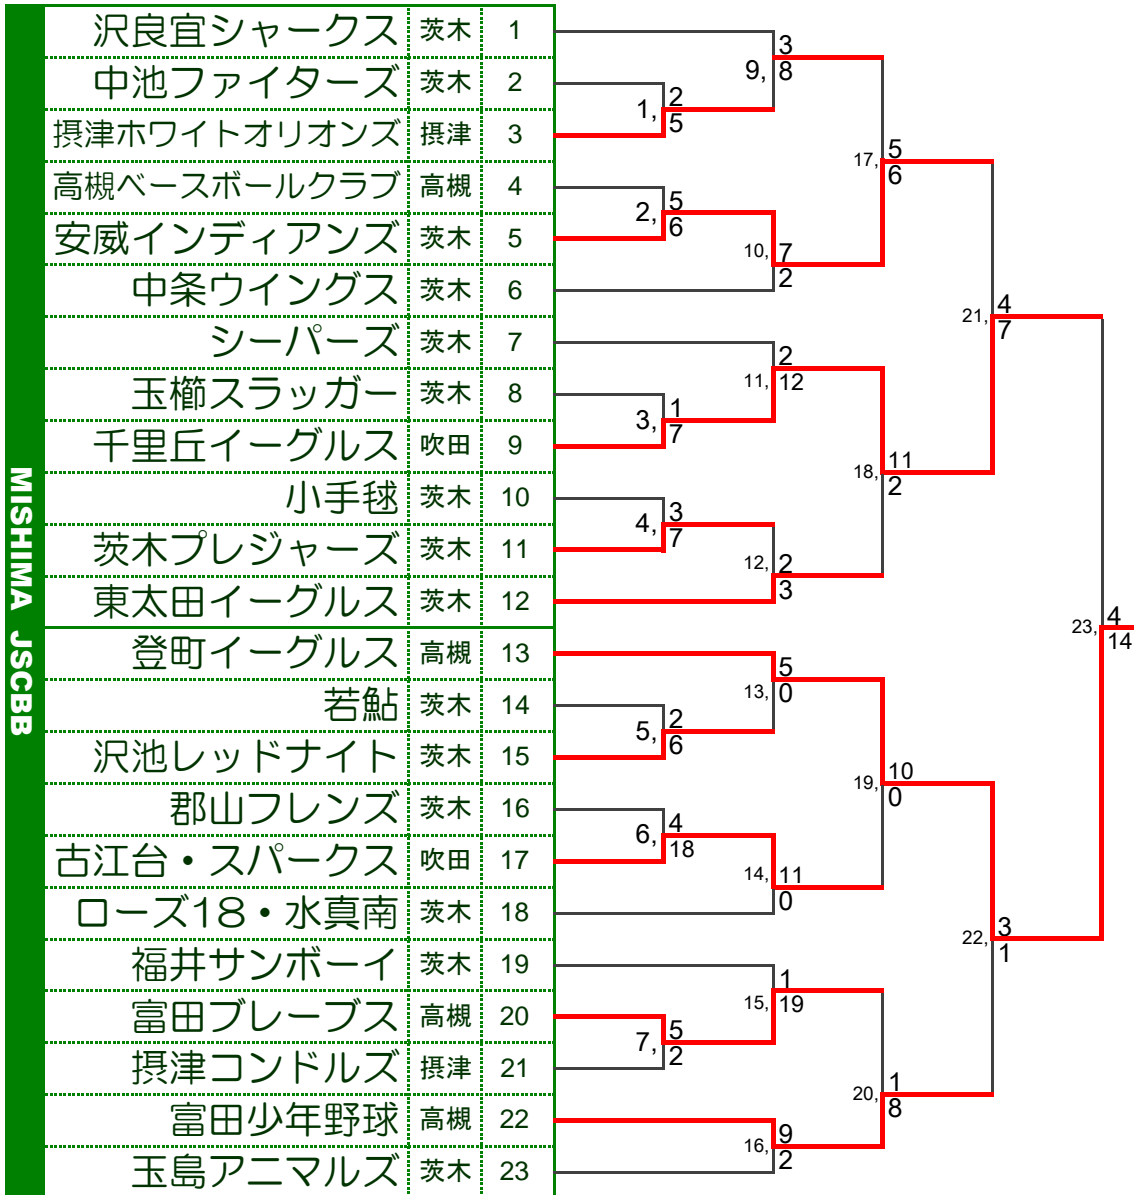 MISHIMA JSCBB
沢良宜シャークス 茨木 1
中池ファイターズ 茨木 2
摂津ホワイトオリオンズ 摂津 3
高槻ベースボールクラブ 高槻 4
安威インディアンズ 茨木 5
中条ウイングス 茨木 6
シーパーズ 茨木 7
玉櫛スラッガー 茨木 8
千里丘イーグルス 吹田 9
小手毬 茨木 10
茨木プレジャーズ 茨木 11
東太田イーグルス 茨木 12
登町イーグルス 高槻 13
若鮎 茨木 14
沢池レッドナイト 茨木 15
郡山フレンズ 茨木 16
古江台・スパークス 吹田 17
ローズ18・水真南 茨木 18
福井サンボーイ 茨木 19
富田ブレーブス 高槻 20
摂津コンドルズ 摂津 21
富田少年野球 高槻 22
玉島アニマルズ 茨木 23
1, 2
5
2, 5
6
3, 1
7
4, 3
7
5, 2
6
6, 4
18
7, 5
2
9, 3
8
10, 7
2
11, 2
12
12, 2
3
13, 5
0
14, 11
0
15, 1
19
16, 9
2
17, 5
6
18, 11
2
19, 10
0
20, 1
8
21, 4
7
22, 3
1
23, 4
14